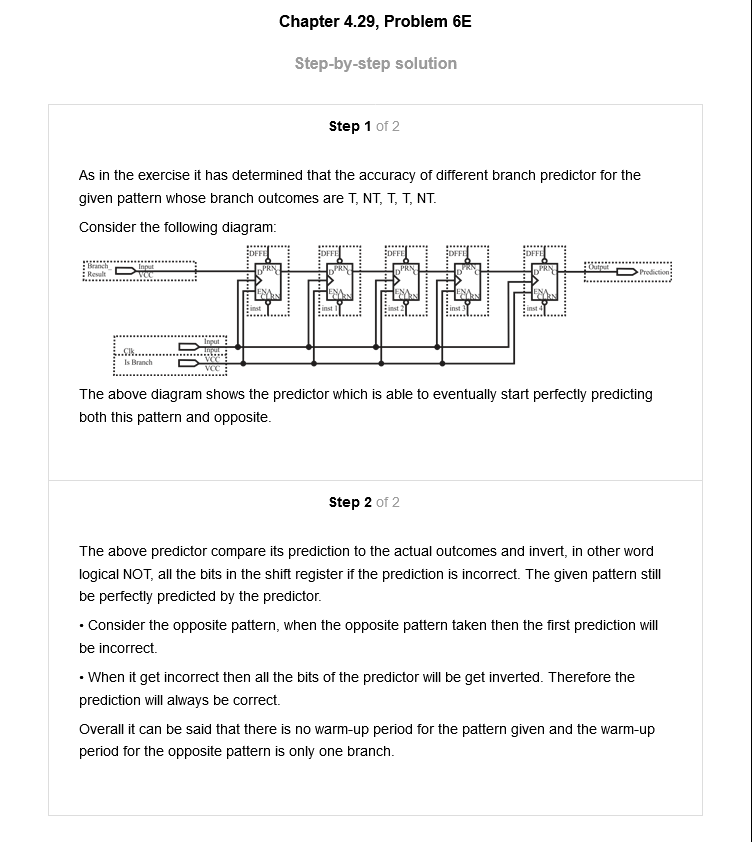 Chapter 4.29, Problem 6E
Step-by-step solution
Step 1 of 2
As in the exercise it has determined that the accuracy of different branch predictor for the
given pattern whose branch outcomes are T, NT, T, T, NT.
Consider the following diagram:
DFFE DFFE DFFE DFFE DFFE
Branch_ Input PRN PRN PRN PRN PRN Output
Result VCC D D D D D Prediction
ENA ENA ENA ENA ENA
CLRN CLRN CLRN CLRN CLRN
inst inst 1 inst 2 inst 3 inst 4
Input
Clk Input
Is Branch VCC
VCC
The above diagram shows the predictor which is able to eventually start perfectly predicting
both this pattern and opposite.
Step 2 of 2
The above predictor compare its prediction to the actual outcomes and invert, in other word
logical NOT, all the bits in the shift register if the prediction is incorrect. The given pattern still
be perfectly predicted by the predictor.
• Consider the opposite pattern, when the opposite pattern taken then the first prediction will
be incorrect.
• When it get incorrect then all the bits of the predictor will be get inverted. Therefore the
prediction will always be correct.
Overall it can be said that there is no warm-up period for the pattern given and the warm-up
period for the opposite pattern is only one branch.